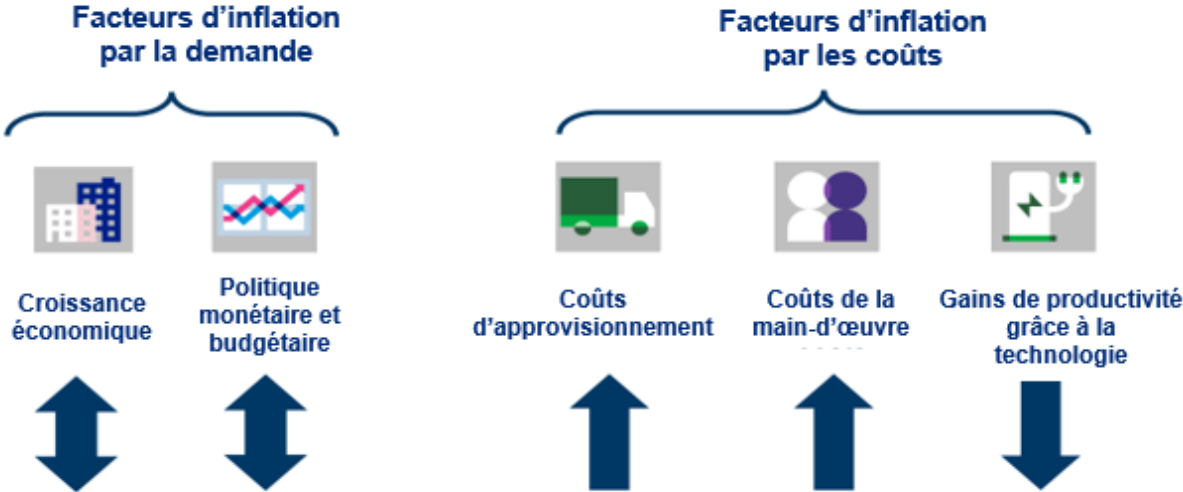 Facteurs d’inflation
par la demande
Facteurs d’inflation
par les coûts
Croissance
économique
Politique
monétaire et
budgétaire
Coûts
d’approvisionnement
Coûts de la
main-d’œuvre
Gains de productivité
grâce à la
technologie